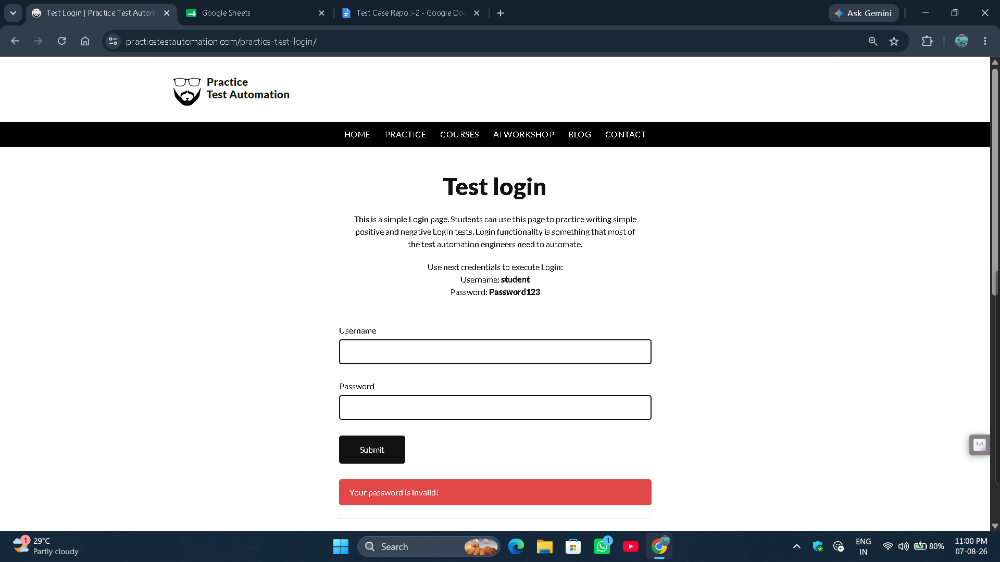 Test Login | Practice Test Autom
Google Sheets
Test Case Repo.:-2 - Google Doc
Ask Gemini
practicetestautomation.com/practice-test-login/
Practice
Test Automation
HOME PRACTICE COURSES AI WORKSHOP BLOG CONTACT
Test login
This is a simple Login page. Students can use this page to practice writing simple
positive and negative LogIn tests. Login functionality is something that most of
the test automation engineers need to automate.
Use next credentials to execute Login:
Username: student
Password: Password123
Username
Password
Submit
Your password is invalid!
1
29°C
Partly cloudy
Search
1
ENG
IN
80%
11:00 PM
07-08-26